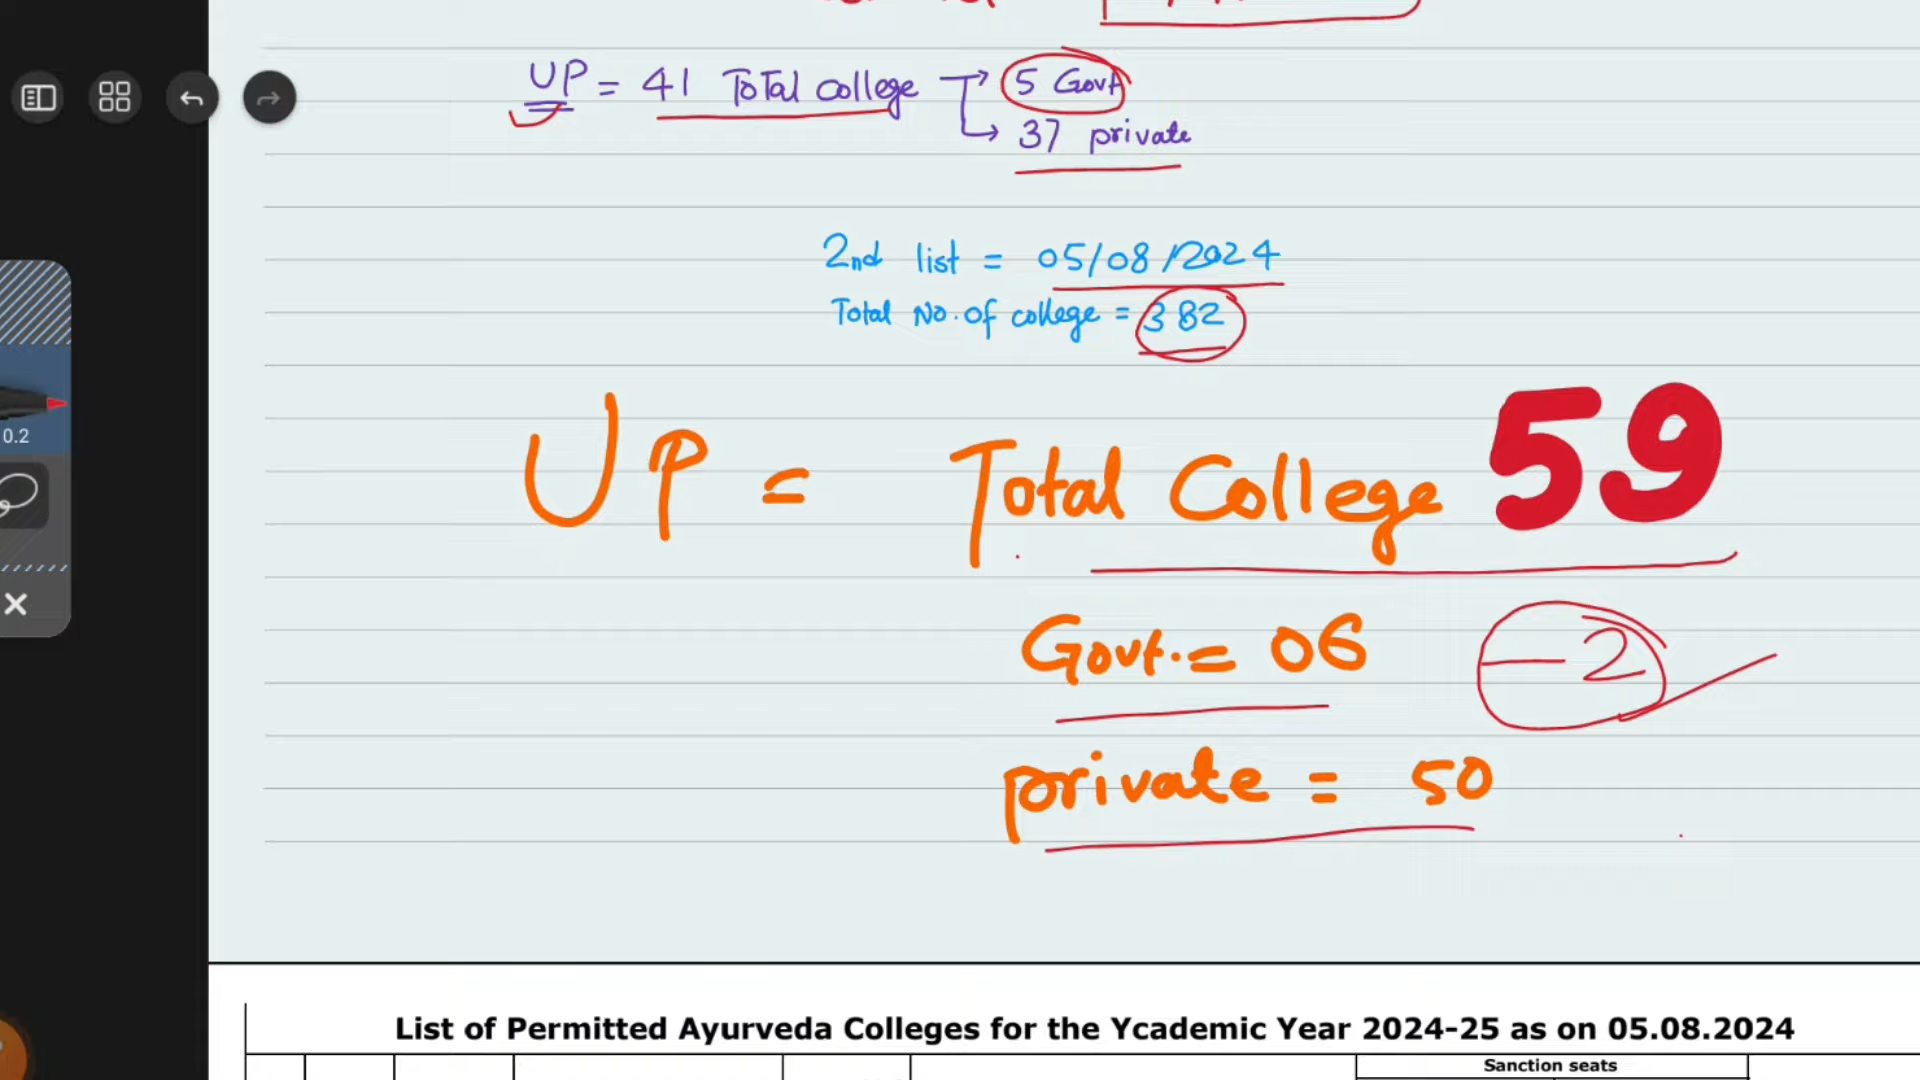 UP = 41 Total college → 5 Govt
→ 37 private
2nd list = 05/08/2024
Total No. of college = 382
UP = Total College 59
Govt. = 06 -2
private = 50
0.2
List of Permitted Ayurveda Colleges for the Ycademic Year 2024-25 as on 05.08.2024
Sanction seats